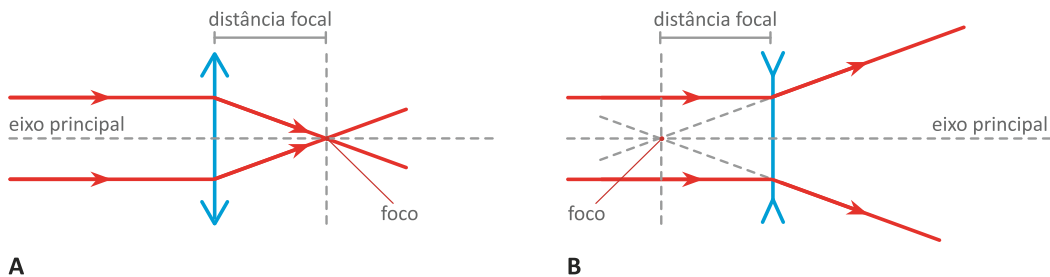 distância focal
eixo principal
foco
A
distância focal
eixo principal
foco
B